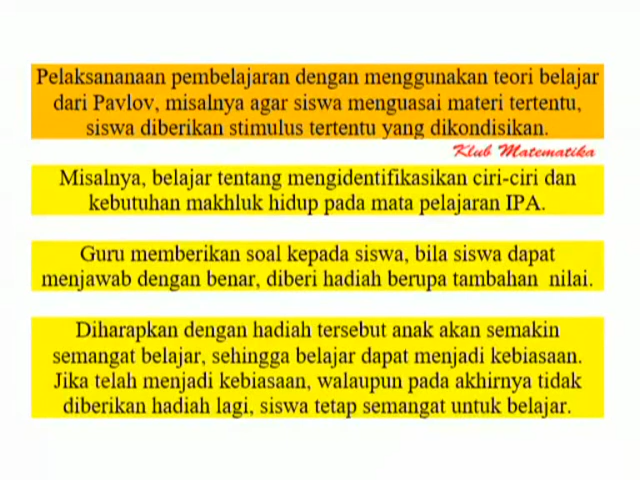 Pelaksananaan pembelajaran dengan menggunakan teori belajar
dari Pavlov, misalnya agar siswa menguasai materi tertentu,
siswa diberikan stimulus tertentu yang dikondisikan.
Klub Matematika
Misalnya, belajar tentang mengidentifikasikan ciri-ciri dan
kebutuhan makhluk hidup pada mata pelajaran IPA.
Guru memberikan soal kepada siswa, bila siswa dapat
menjawab dengan benar, diberi hadiah berupa tambahan nilai.
Diharapkan dengan hadiah tersebut anak akan semakin
semangat belajar, sehingga belajar dapat menjadi kebiasaan.
Jika telah menjadi kebiasaan, walaupun pada akhirnya tidak
diberikan hadiah lagi, siswa tetap semangat untuk belajar.